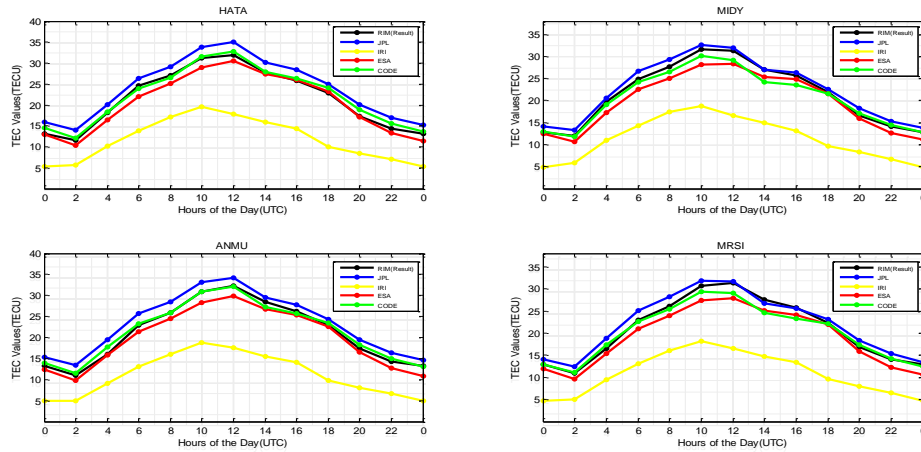 HATA
TEC Values(TECU)
40
35
30
25
20
15
10
5
0 2 4 6 8 10 12 14 16 18 20 22 0
Hours of the Day(UTC)
RIM(Result)
JPL
IRI
ESA
CODE
MIDY
TEC Values(TECU)
35
30
25
20
15
10
5
0 2 4 6 8 10 12 14 16 18 20 22 0
Hours of the Day(UTC)
RIM(Result)
JPL
IRI
ESA
CODE
ANMU
TEC Values(TECU)
40
35
30
25
20
15
10
5
0 2 4 6 8 10 12 14 16 18 20 22 0
Hours of the Day(UTC)
RIM(Result)
JPL
IRI
ESA
CODE
MRSI
TEC Values(TECU)
35
30
25
20
15
10
5
0 2 4 6 8 10 12 14 16 18 20 22 0
Hours of the Day(UTC)
RIM(Result)
JPL
IRI
ESA
CODE